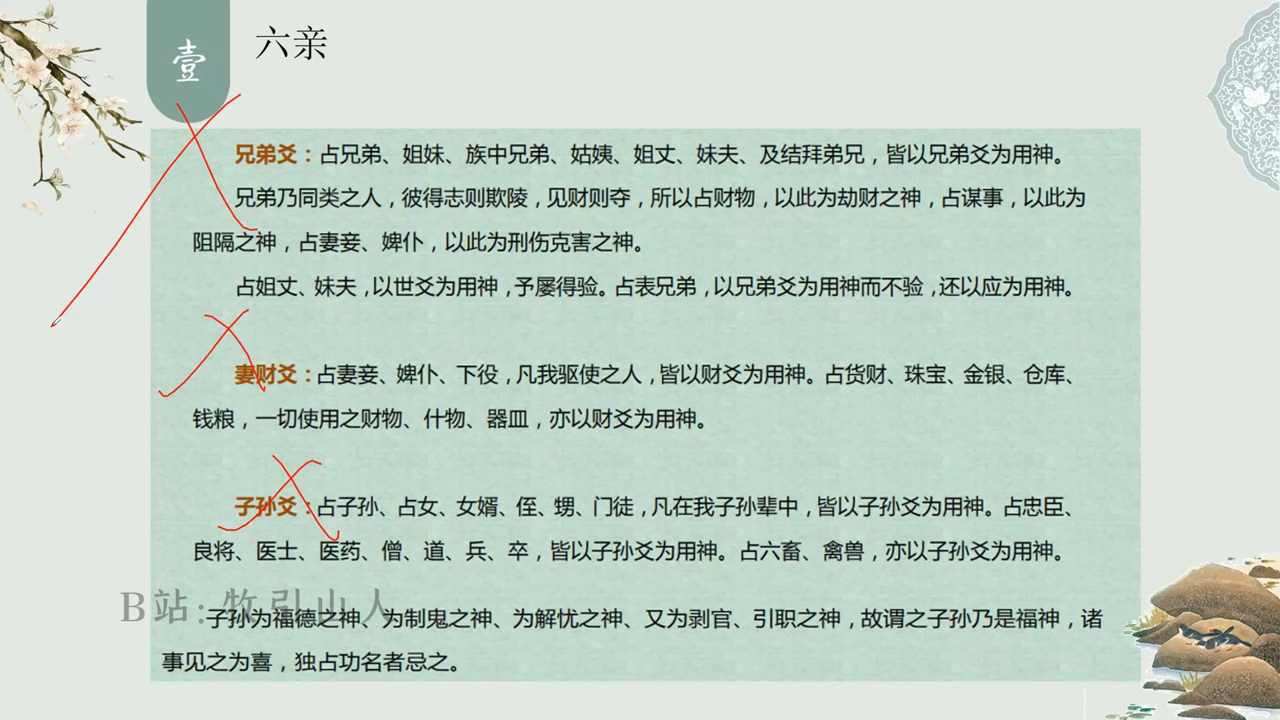 壹
六亲
兄弟爻：占兄弟、姐妹、族中兄弟、姑姨、姐丈、妹夫、及结拜弟兄，皆以兄弟爻为用神。
兄弟乃同类之人，彼得志则欺陵，见财则夺，所以占财物，以此为劫财之神，占谋事，以此为
阻隔之神，占妻妾、婢仆，以此为刑伤克害之神。
占姐丈、妹夫，以世爻为用神，予屡得验。占表兄弟，以兄弟爻为用神而不验，还以应为用神。
妻财爻：占妻妾、婢仆、下役，凡我驱使之人，皆以财爻为用神。占货财、珠宝、金银、仓库、
钱粮，一切使用之财物、什物、器皿，亦以财爻为用神。
子孙爻：占子孙、占女、女婿、侄、甥、门徒，凡在我子孙辈中，皆以子孙爻为用神。占忠臣、
良将、医士、医药、僧、道、兵、卒，皆以子孙爻为用神。占六畜、禽兽，亦以子孙爻为用神。
B站：牧引山人
子孙为福德之神、为制鬼之神、为解忧之神、又为剥官、引职之神，故谓之子孙乃是福神，诸
事见之为喜，独占功名者忌之。